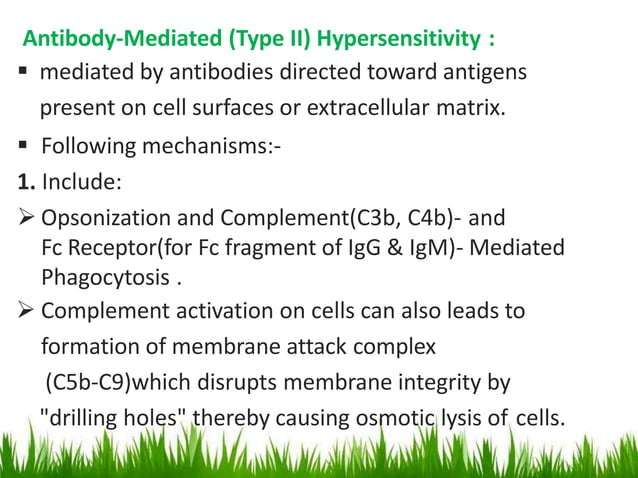 Antibody-Mediated (Type II) Hypersensitivity :
▪ mediated by antibodies directed toward antigens
present on cell surfaces or extracellular matrix.
▪ Following mechanisms:-
1. Include:
➢ Opsonization and Complement(C3b, C4b)- and
Fc Receptor(for Fc fragment of IgG & IgM)- Mediated
Phagocytosis .
➢ Complement activation on cells can also leads to
formation of membrane attack complex
(C5b-C9)which disrupts membrane integrity by
"drilling holes" thereby causing osmotic lysis of cells.